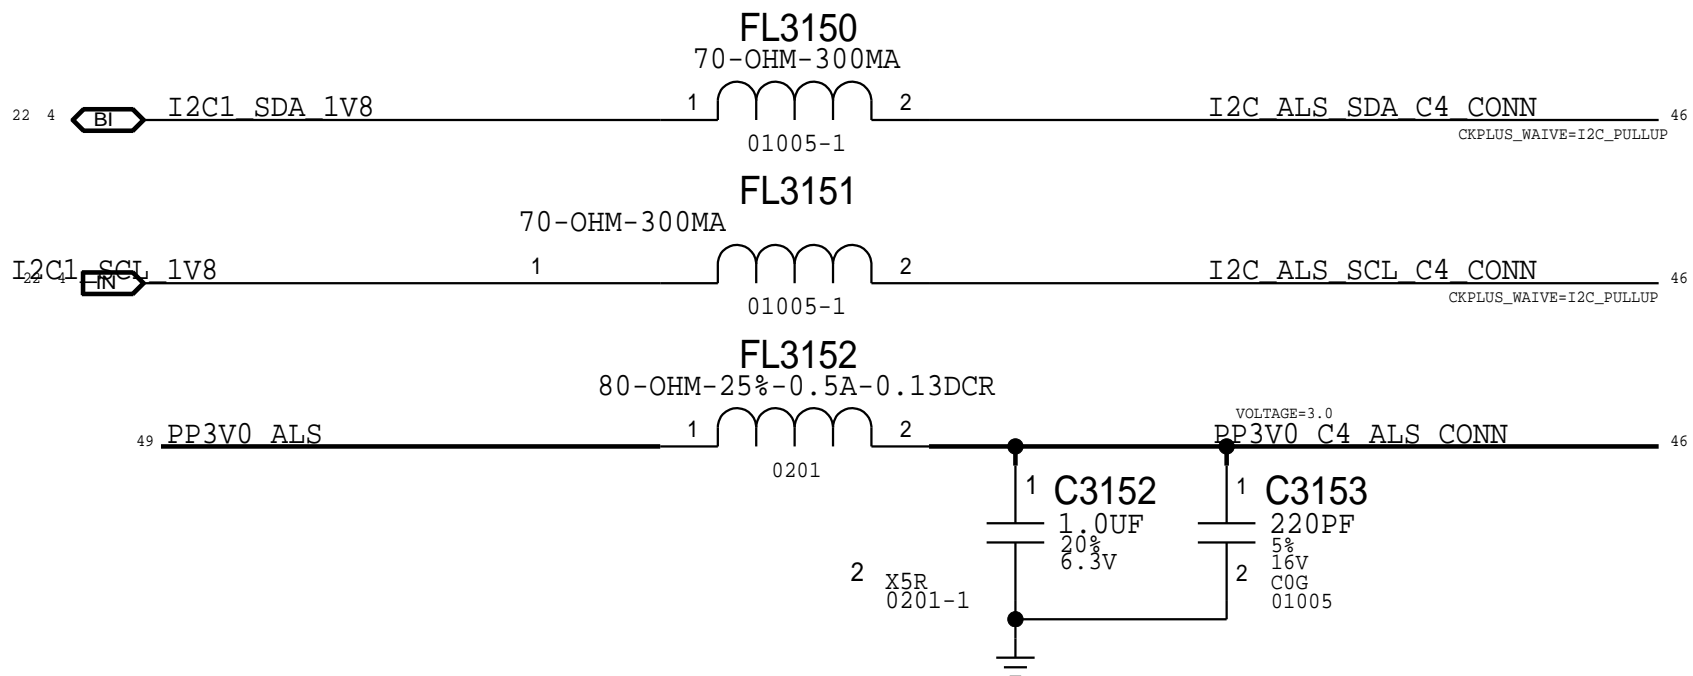 FL3150
70-OHM-300MA
22 4 BI I2C1_SDA_1V8 1 2 I2C_ALS_SDA_C4_CONN 46
01005-1 CKPLUS_WAIVE=I2C_PULLUP
FL3151
70-OHM-300MA
22 4 IN I2C1_SCL_1V8 1 2 I2C_ALS_SCL_C4_CONN 46
01005-1 CKPLUS_WAIVE=I2C_PULLUP
FL3152
80-OHM-25%-0.5A-0.13DCR
VOLTAGE=3.0
49 PP3V0_ALS 1 2 PP3V0_C4_ALS_CONN 46
0201
1 C3152 1 C3153
1.0UF 220PF
20% 5%
6.3V 16V
2 X5R 2 C0G
0201-1 01005